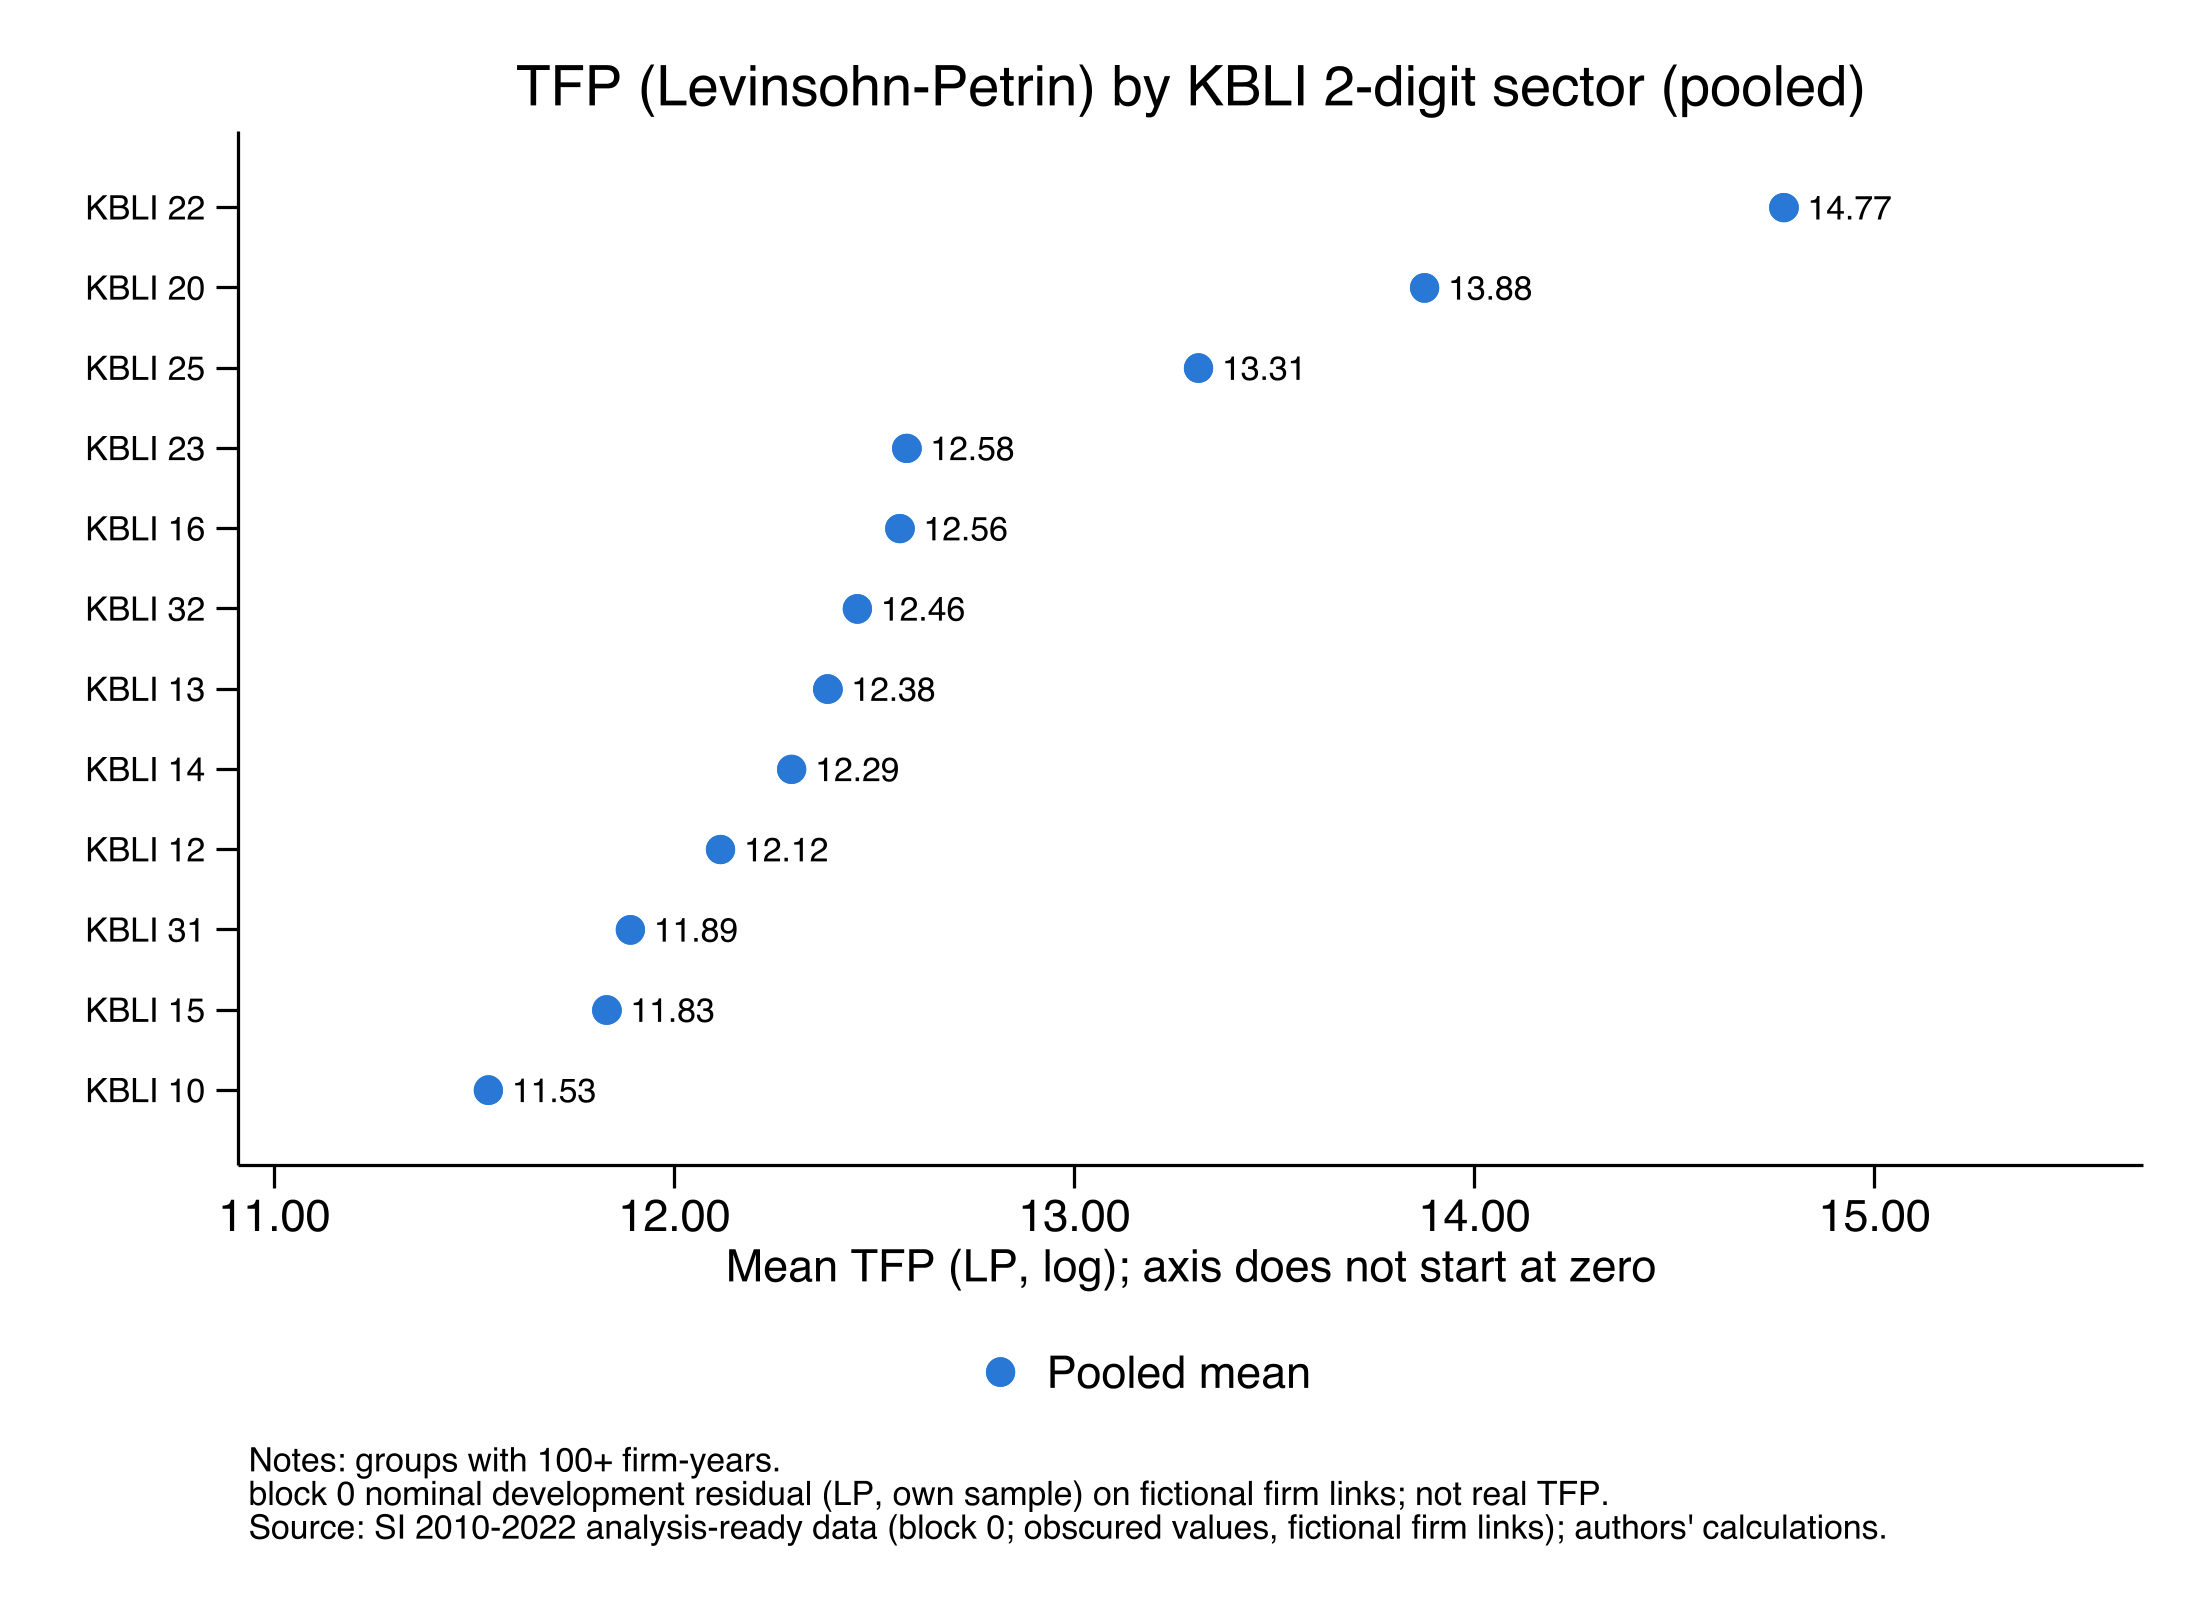 TFP (Levinsohn-Petrin) by KBLI 2-digit sector (pooled)
KBLI 22 14.77
KBLI 20 13.88
KBLI 25 13.31
KBLI 23 12.58
KBLI 16 12.56
KBLI 32 12.46
KBLI 13 12.38
KBLI 14 12.29
KBLI 12 12.12
KBLI 31 11.89
KBLI 15 11.83
KBLI 10 11.53
11.00 12.00 13.00 14.00 15.00
Mean TFP (LP, log); axis does not start at zero
Pooled mean
Notes: groups with 100+ firm-years.
block 0 nominal development residual (LP, own sample) on fictional firm links; not real TFP.
Source: SI 2010-2022 analysis-ready data (block 0; obscured values, fictional firm links); authors' calculations.